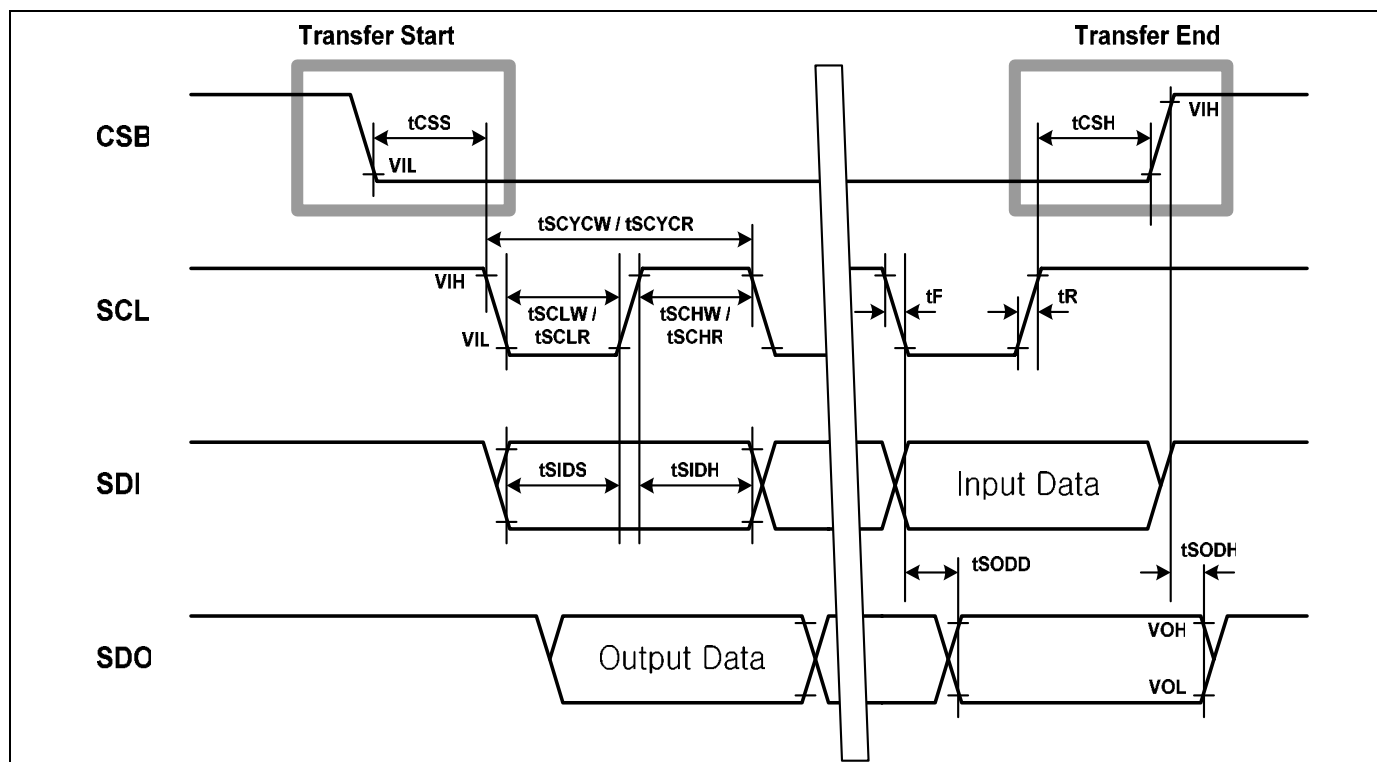 Transfer Start
Transfer End
CSB
tCSS
VIL
tCSH
VIH
tSCYCW / tSCYCR
SCL
VIH
VIL
tSCLW /
tSCLR
tSCHW /
tSCHR
tF
tR
SDI
tSIDS
tSIDH
Input Data
tSODD
tSODH
SDO
Output Data
VOH
VOL